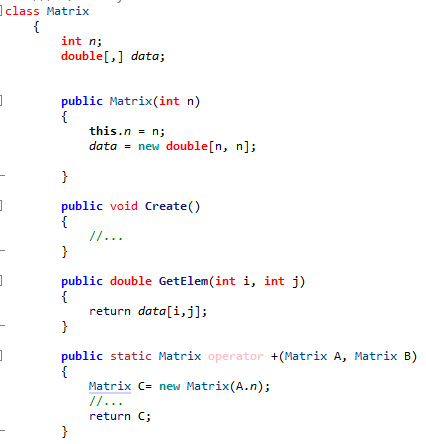 class Matrix
{
int n;
double[,] data;
public Matrix(int n)
{
this.n = n;
data = new double[n, n];
}
public void Create()
{
//...
}
public double GetElem(int i, int j)
{
return data[i,j];
}
public static Matrix operator +(Matrix A, Matrix B)
{
Matrix C= new Matrix(A.n);
//...
return C;
}